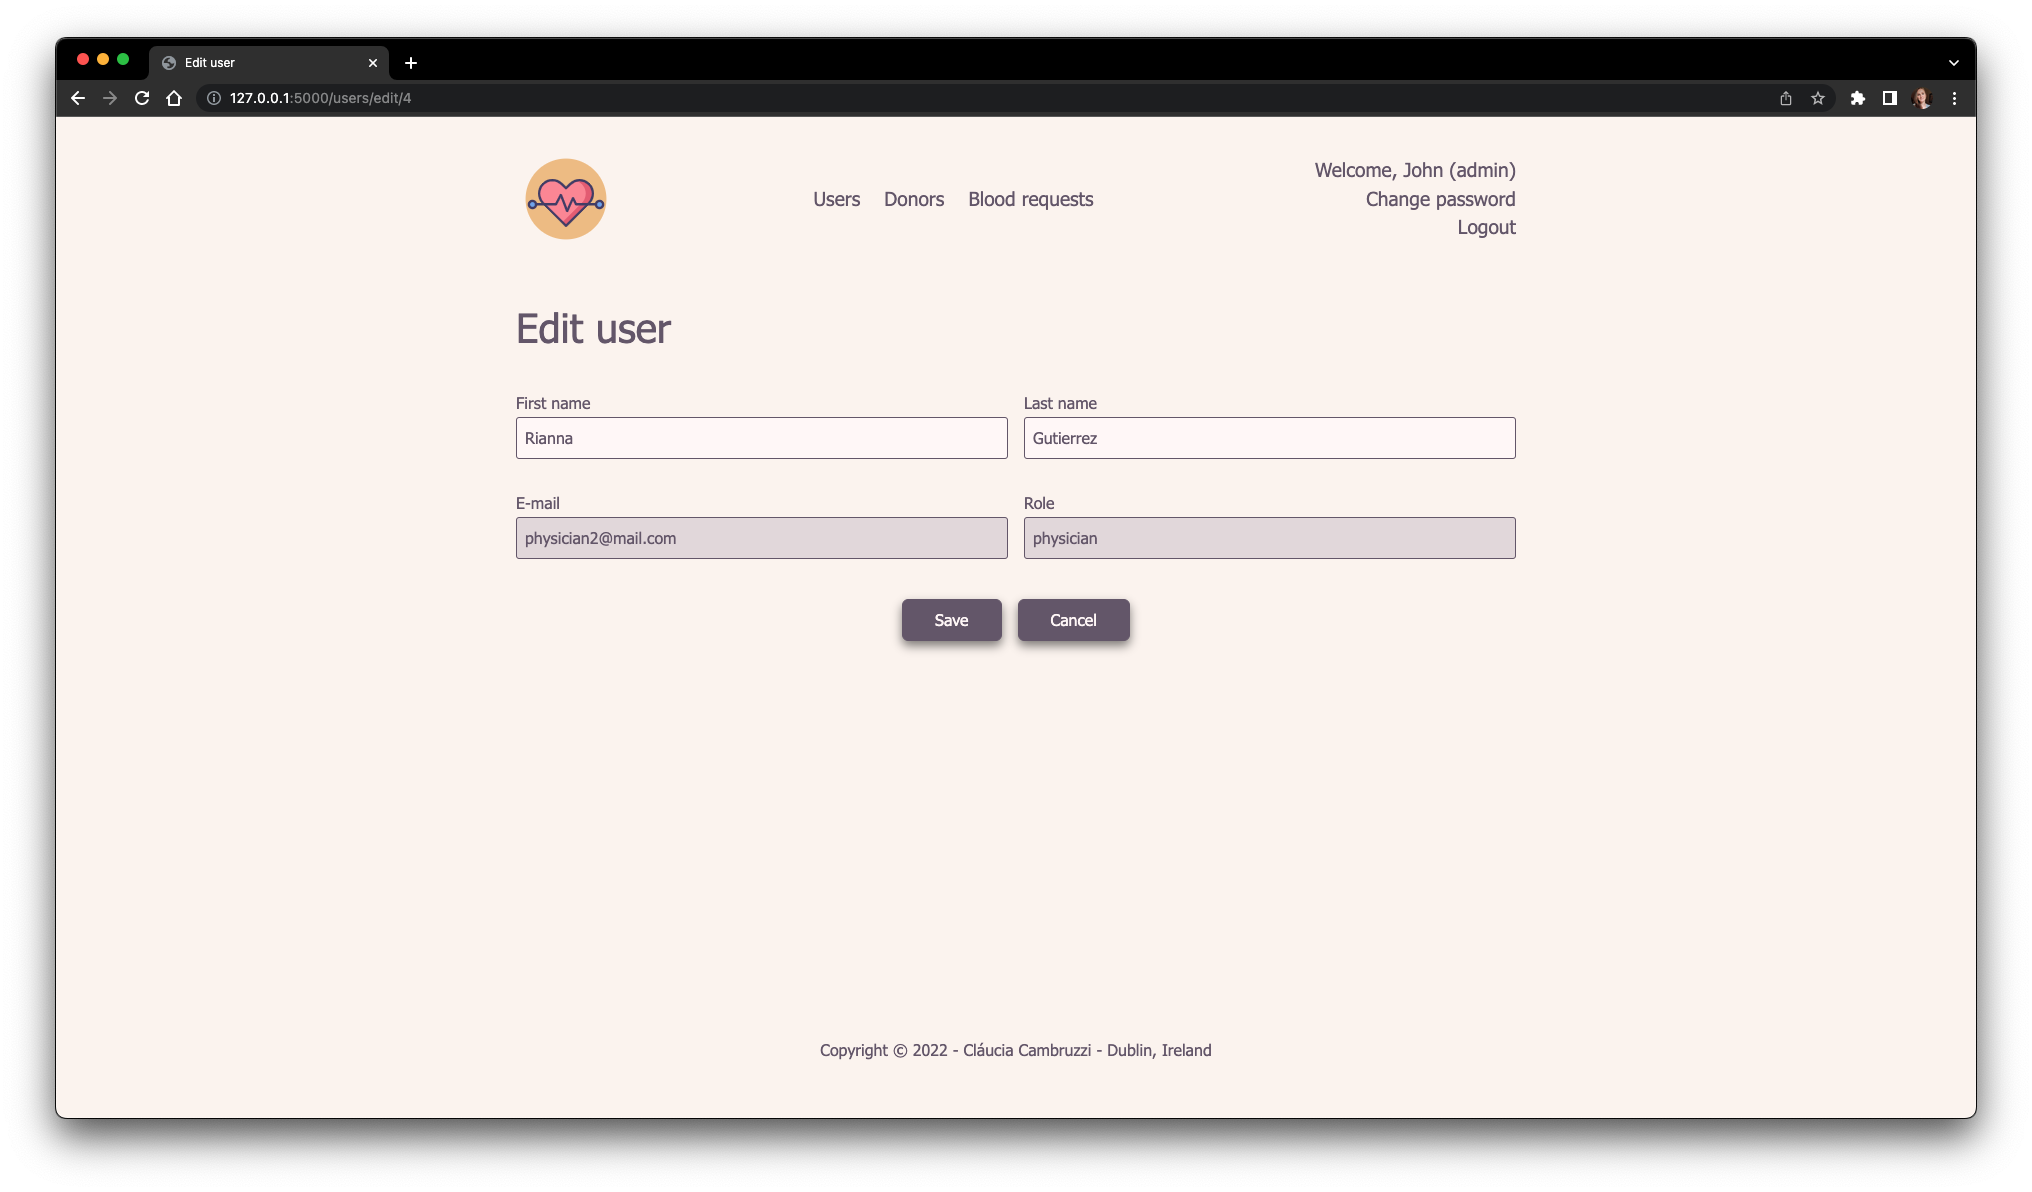 Edit user
127.0.0.1:5000/users/edit/4
Welcome, John (admin)
Users Donors Blood requests
Change password
Logout
Edit user
First name
Last name
Rianna
Gutierrez
E-mail
Role
physician2@mail.com
physician
Save
Cancel
Copyright © 2022 - Cláucia Cambruzzi - Dublin, Ireland